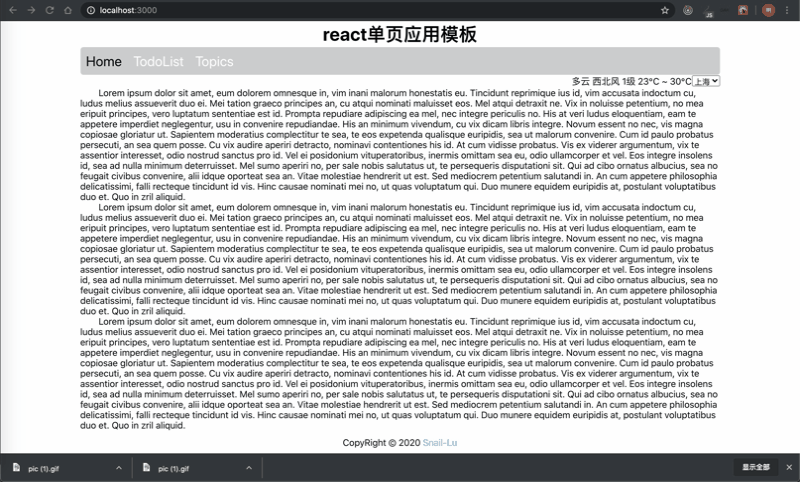 localhost:3000
JS
react单页应用模板
Home TodoList Topics
多云 西北风 1级 23°C ~ 30°C 上海
Lorem ipsum dolor sit amet, eum dolorem omnesque in, vim inani malorum honestatis eu. Tincidunt reprimique ius id, vim accusata indoctum cu,
ludus melius assueverit duo ei. Mei tation graeco principes an, cu atqui nominati maluisset eos. Mel atqui detraxit ne. Vix in noluisse petentium, no mea
eripuit principes, vero luptatum sententiae est id. Prompta repudiare adipiscing ea mel, nec integre periculis no. His at veri ludus eloquentiam, eam te
appetere imperdiet neglegentur, usu in convenire repudiandae. His an minimum vivendum, cu vix dicam libris integre. Novum essent no nec, vis magna
copiosae gloriatur ut. Sapientem moderatius complectitur te sea, te eos expetenda qualisque euripidis, sea ut malorum convenire. Cum id paulo probatus
persecuti, an sea quem posse. Cu vix audire aperiri detracto, nominavi contentiones his id. At cum vidisse probatus. Vis ex viderer argumentum, vix te
assentior interesset, odio nostrud sanctus pro id. Vel ei posidonium vituperatoribus, inermis omittam sea eu, odio ullamcorper et vel. Eos integre insolens
id, sea ad nulla minimum deterruisset. Mel sumo aperiri no, per sale nobis salutatus ut, te persequeris disputationi sit. Qui ad cibo ornatus albucius, sea no
feugait civibus convenire, alii idque oporteat sea an. Vitae molestiae hendrerit ut est. Sed mediocrem petentium salutandi in. An cum appetere philosophia
delicatissimi, falli recteque tincidunt id vis. Hinc causae nominati mei no, ut quas voluptatum qui. Duo munere equidem euripidis at, postulant voluptatibus
duo et. Quo in zril aliquid.
Lorem ipsum dolor sit amet, eum dolorem omnesque in, vim inani malorum honestatis eu. Tincidunt reprimique ius id, vim accusata indoctum cu,
ludus melius assueverit duo ei. Mei tation graeco principes an, cu atqui nominati maluisset eos. Mel atqui detraxit ne. Vix in noluisse petentium, no mea
eripuit principes, vero luptatum sententiae est id. Prompta repudiare adipiscing ea mel, nec integre periculis no. His at veri ludus eloquentiam, eam te
appetere imperdiet neglegentur, usu in convenire repudiandae. His an minimum vivendum, cu vix dicam libris integre. Novum essent no nec, vis magna
copiosae gloriatur ut. Sapientem moderatius complectitur te sea, te eos expetenda qualisque euripidis, sea ut malorum convenire. Cum id paulo probatus
persecuti, an sea quem posse. Cu vix audire aperiri detracto, nominavi contentiones his id. At cum vidisse probatus. Vis ex viderer argumentum, vix te
assentior interesset, odio nostrud sanctus pro id. Vel ei posidonium vituperatoribus, inermis omittam sea eu, odio ullamcorper et vel. Eos integre insolens
id, sea ad nulla minimum deterruisset. Mel sumo aperiri no, per sale nobis salutatus ut, te persequeris disputationi sit. Qui ad cibo ornatus albucius, sea no
feugait civibus convenire, alii idque oporteat sea an. Vitae molestiae hendrerit ut est. Sed mediocrem petentium salutandi in. An cum appetere philosophia
delicatissimi, falli recteque tincidunt id vis. Hinc causae nominati mei no, ut quas voluptatum qui. Duo munere equidem euripidis at, postulant voluptatibus
duo et. Quo in zril aliquid.
Lorem ipsum dolor sit amet, eum dolorem omnesque in, vim inani malorum honestatis eu. Tincidunt reprimique ius id, vim accusata indoctum cu,
ludus melius assueverit duo ei. Mei tation graeco principes an, cu atqui nominati maluisset eos. Mel atqui detraxit ne. Vix in noluisse petentium, no mea
eripuit principes, vero luptatum sententiae est id. Prompta repudiare adipiscing ea mel, nec integre periculis no. His at veri ludus eloquentiam, eam te
appetere imperdiet neglegentur, usu in convenire repudiandae. His an minimum vivendum, cu vix dicam libris integre. Novum essent no nec, vis magna
copiosae gloriatur ut. Sapientem moderatius complectitur te sea, te eos expetenda qualisque euripidis, sea ut malorum convenire. Cum id paulo probatus
persecuti, an sea quem posse. Cu vix audire aperiri detracto, nominavi contentiones his id. At cum vidisse probatus. Vis ex viderer argumentum, vix te
assentior interesset, odio nostrud sanctus pro id. Vel ei posidonium vituperatoribus, inermis omittam sea eu, odio ullamcorper et vel. Eos integre insolens
id, sea ad nulla minimum deterruisset. Mel sumo aperiri no, per sale nobis salutatus ut, te persequeris disputationi sit. Qui ad cibo ornatus albucius, sea no
feugait civibus convenire, alii idque oporteat sea an. Vitae molestiae hendrerit ut est. Sed mediocrem petentium salutandi in. An cum appetere philosophia
delicatissimi, falli recteque tincidunt id vis. Hinc causae nominati mei no, ut quas voluptatum qui. Duo munere equidem euripidis at, postulant voluptatibus
duo et. Quo in zril aliquid.
CopyRight © 2020 Snail-Lu
pic (1).gif pic (1).gif 显示全部